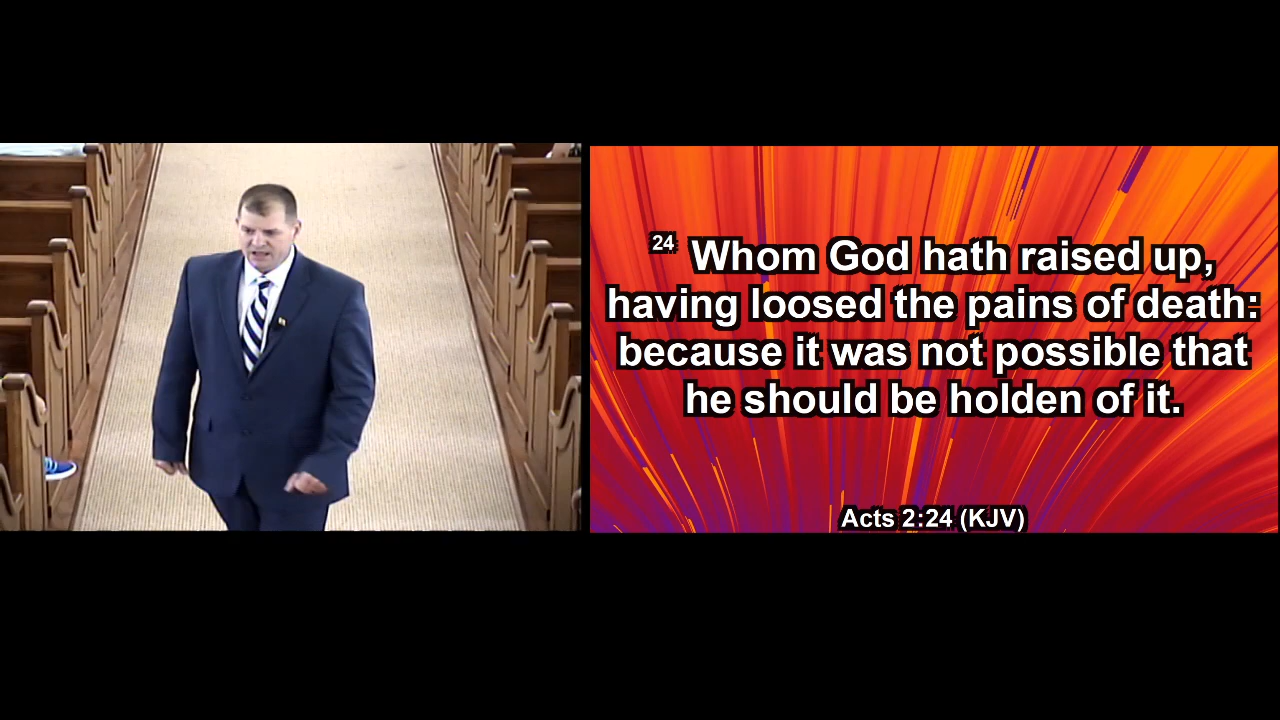 24 Whom God hath raised up,
having loosed the pains of death:
because it was not possible that
he should be holden of it.
Acts 2:24 (KJV)